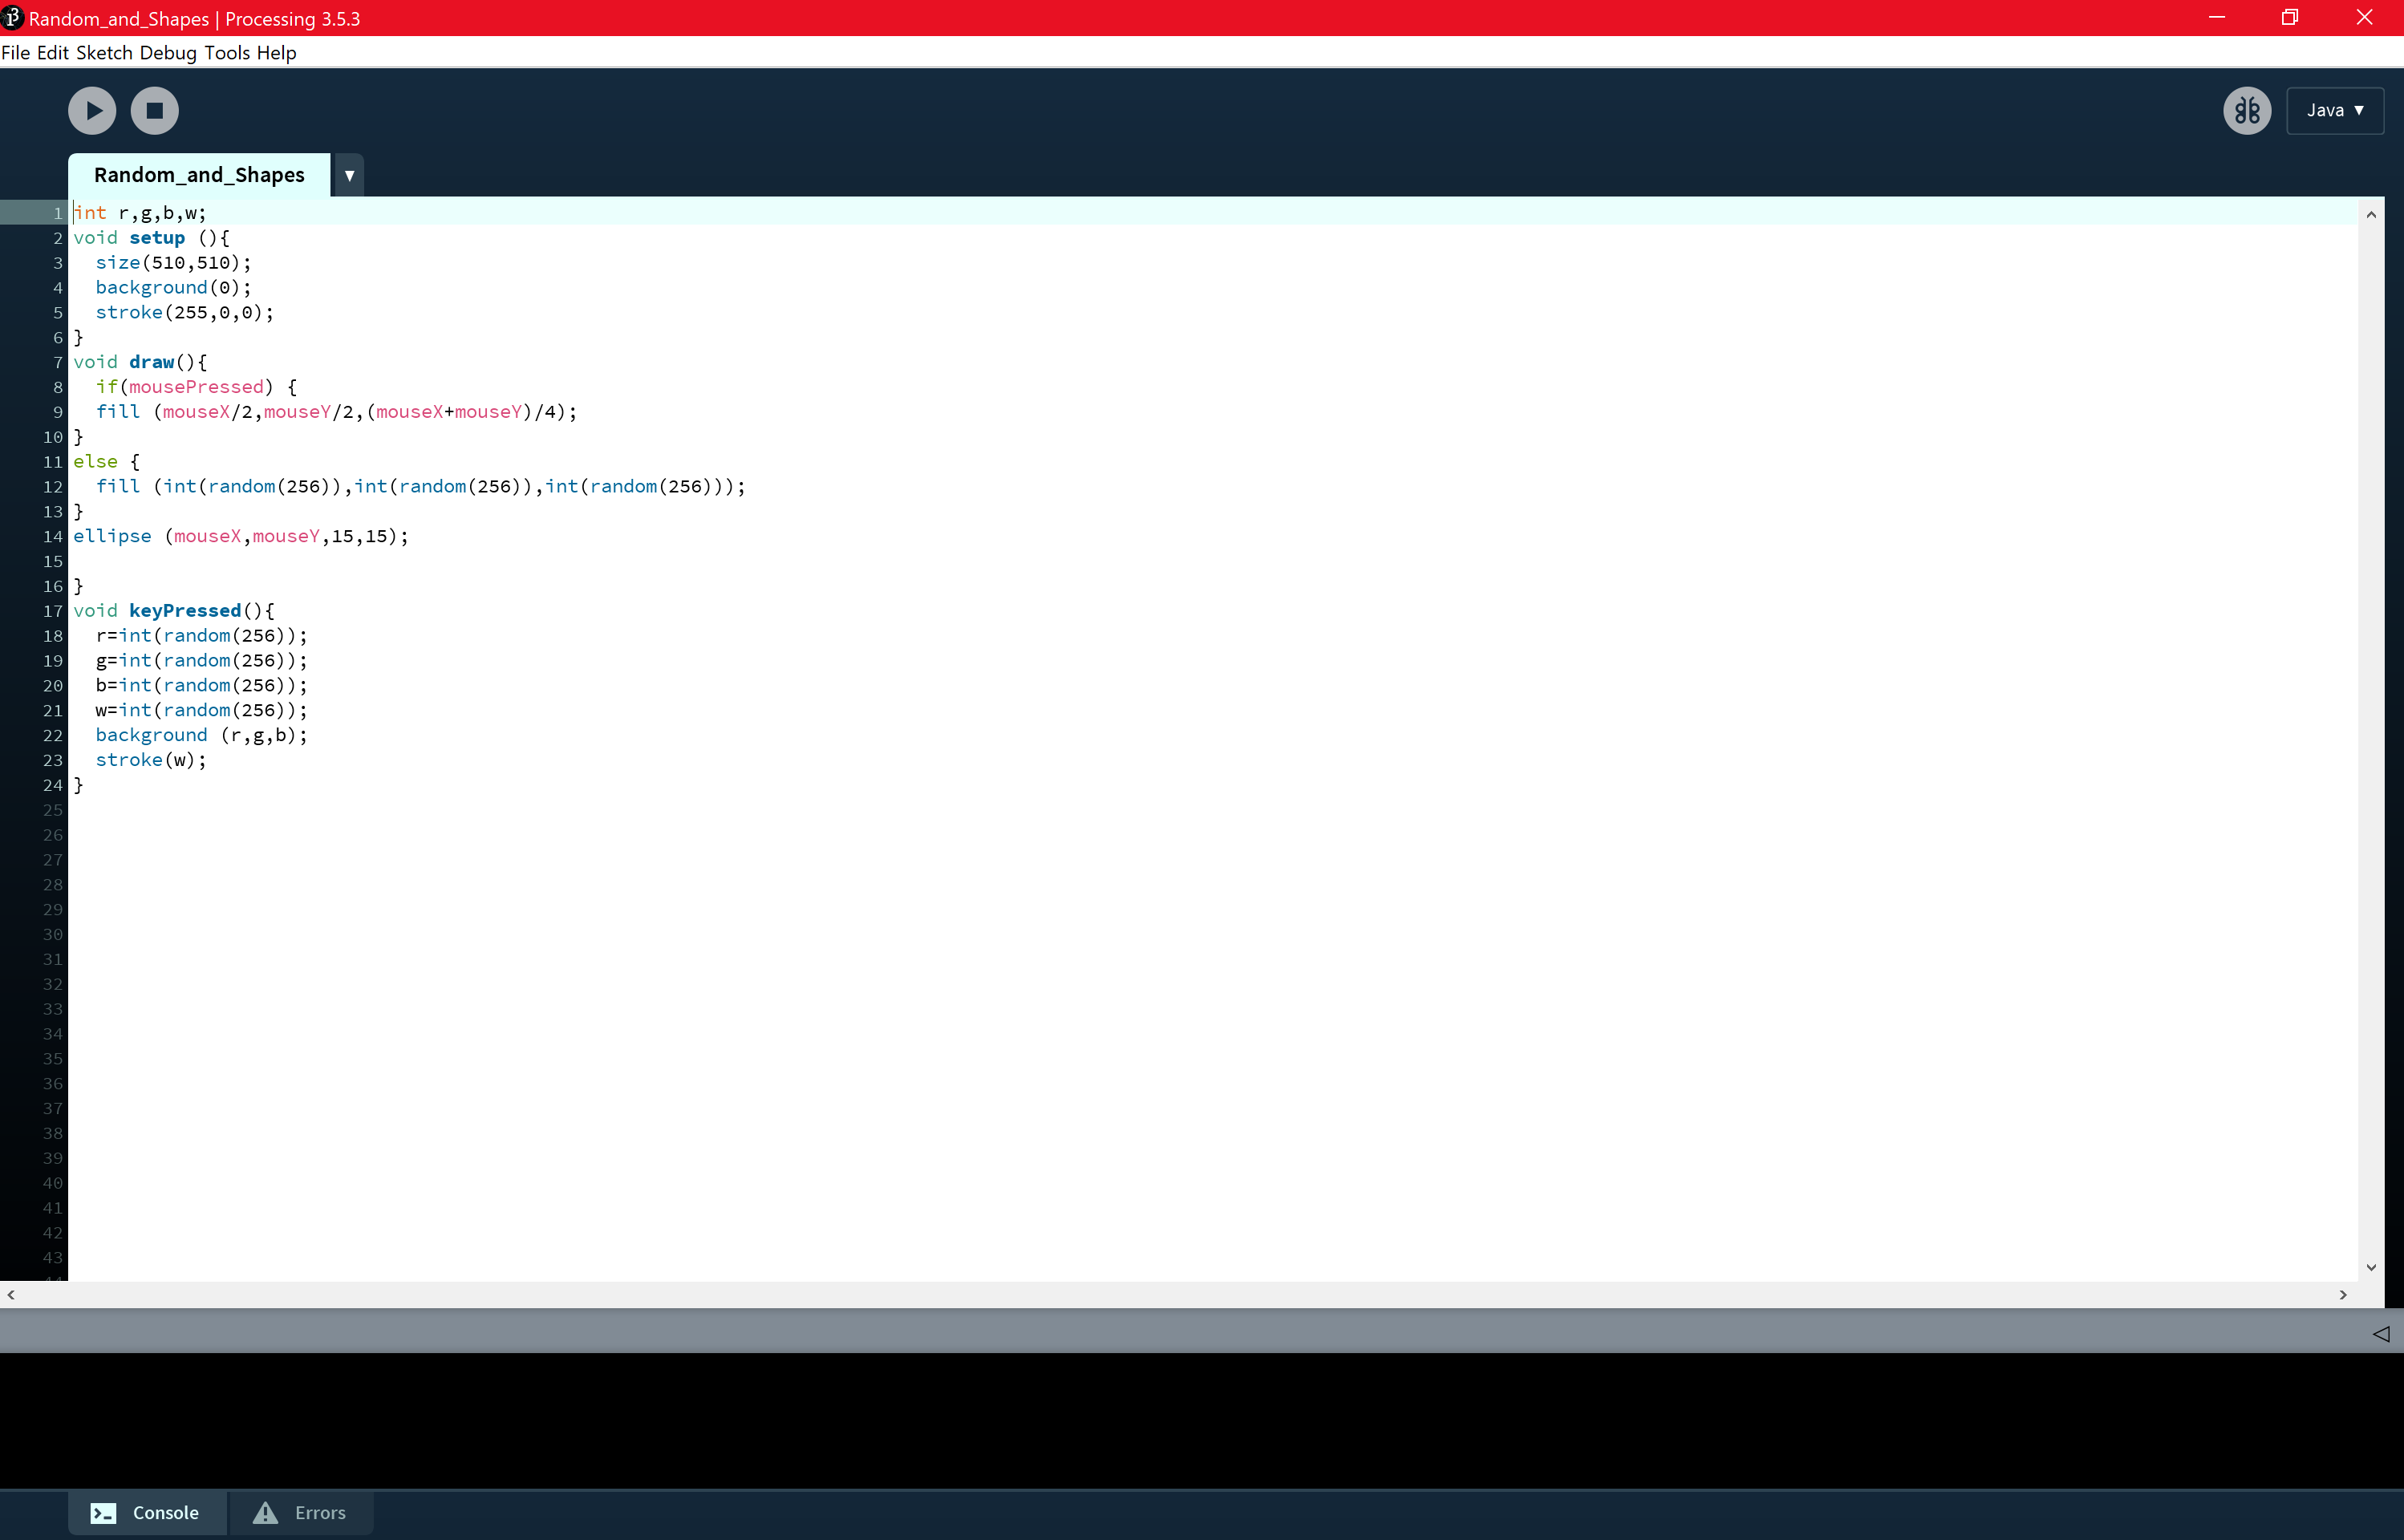 Random_and_Shapes | Processing 3.5.3
File Edit Sketch Debug Tools Help
Java ▼
Random_and_Shapes ▼
1 int r,g,b,w;
2 void setup (){
3   size(510,510);
4   background(0);
5   stroke(255,0,0);
6 }
7 void draw(){
8   if(mousePressed) {
9   fill (mouseX/2,mouseY/2,(mouseX+mouseY)/4);
10 }
11 else {
12   fill (int(random(256)),int(random(256)),int(random(256)));
13 }
14 ellipse (mouseX,mouseY,15,15);
15
16 }
17 void keyPressed(){
18   r=int(random(256));
19   g=int(random(256));
20   b=int(random(256));
21   w=int(random(256));
22   background (r,g,b);
23   stroke(w);
24 }
25
26
27
28
29
30
31
32
33
34
35
36
37
38
39
40
41
42
43
44
Console
Errors